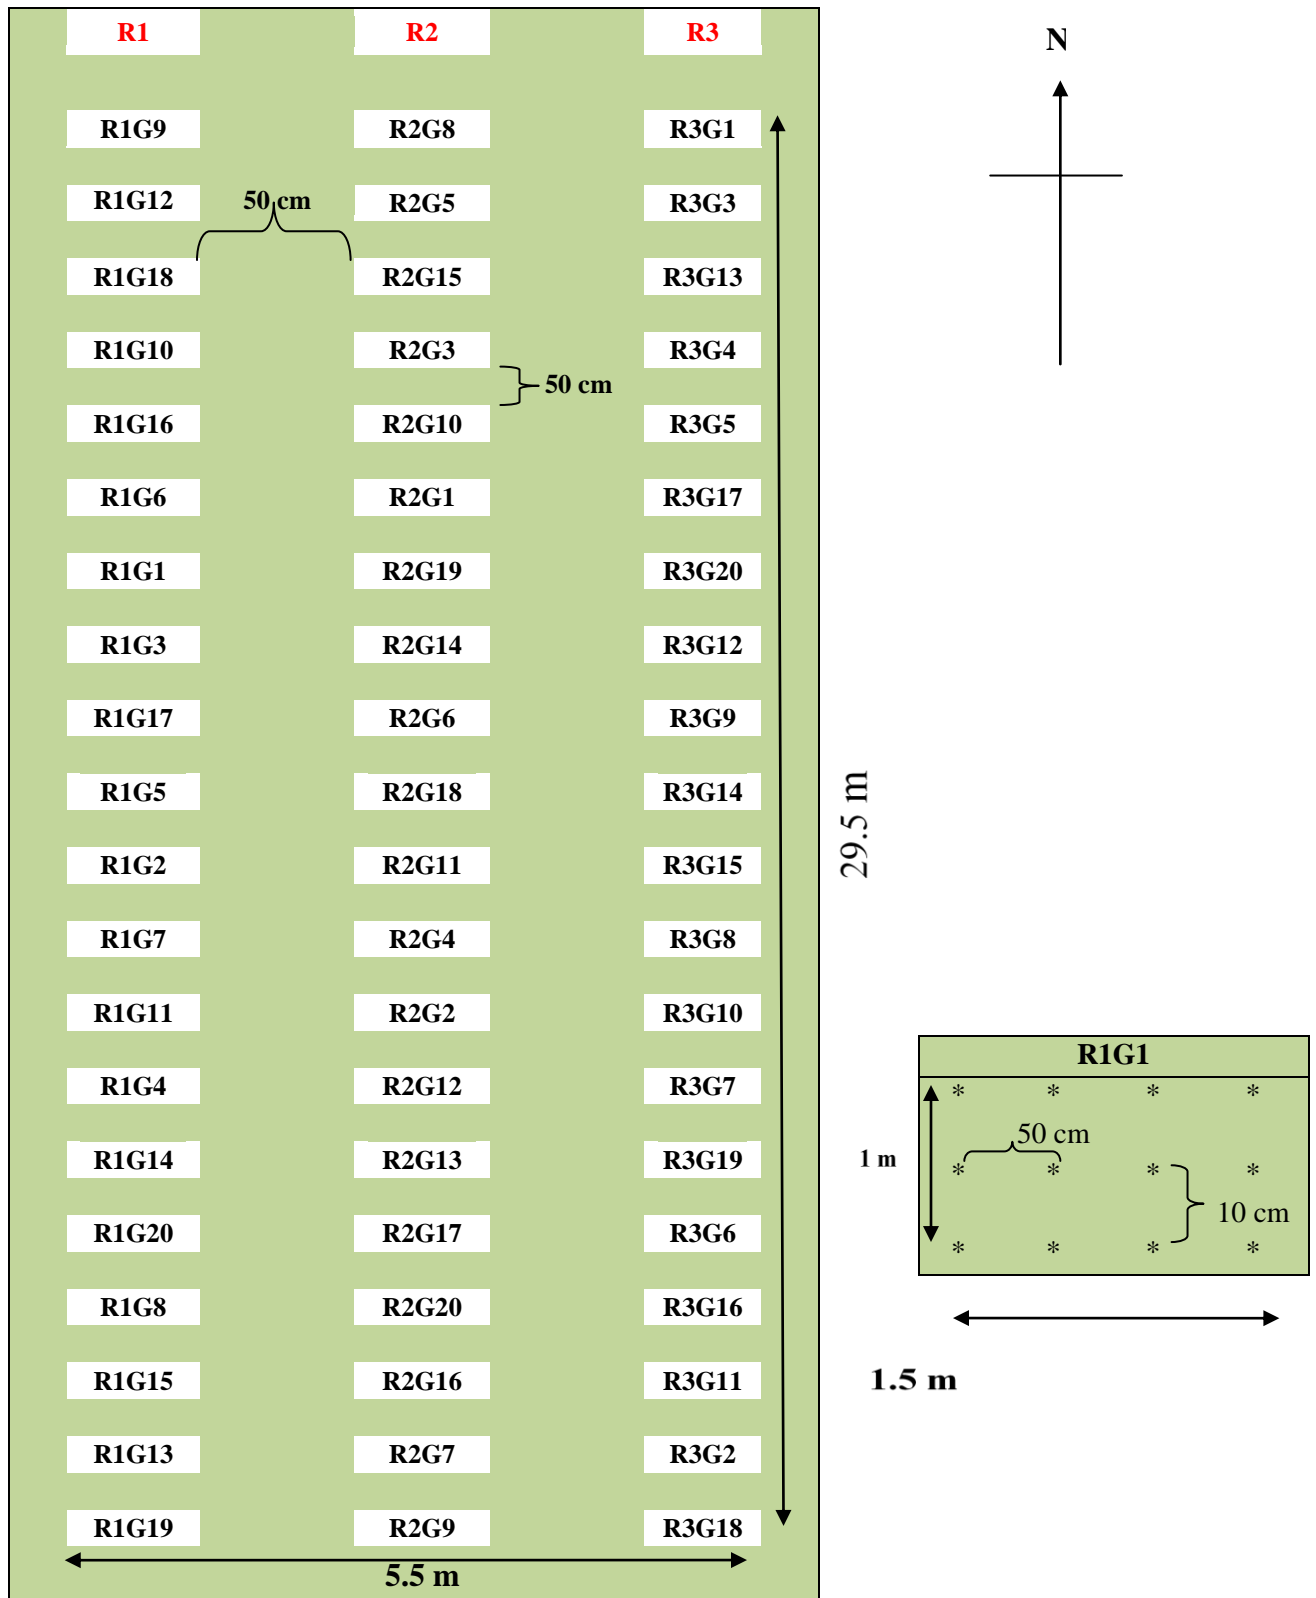 R1 R2 R3
N
R1G9 R2G8 R3G1
R1G12 50 cm R2G5 R3G3
R1G18 R2G15 R3G13
R1G10 R2G3 R3G4
50 cm
R1G16 R2G10 R3G5
R1G6 R2G1 R3G17
R1G1 R2G19 R3G20
R1G3 R2G14 R3G12
R1G17 R2G6 R3G9
R1G5 R2G18 R3G14
29.5 m
R1G2 R2G11 R3G15
R1G7 R2G4 R3G8
R1G11 R2G2 R3G10
R1G4 R2G12 R3G7
R1G14 R2G13 R3G19
R1G20 R2G17 R3G6
R1G8 R2G20 R3G16
R1G15 R2G16 R3G11
R1G13 R2G7 R3G2
R1G19 R2G9 R3G18
5.5 m
R1G1
* * * *
50 cm
1 m
* * * *
10 cm
* * * *
1.5 m